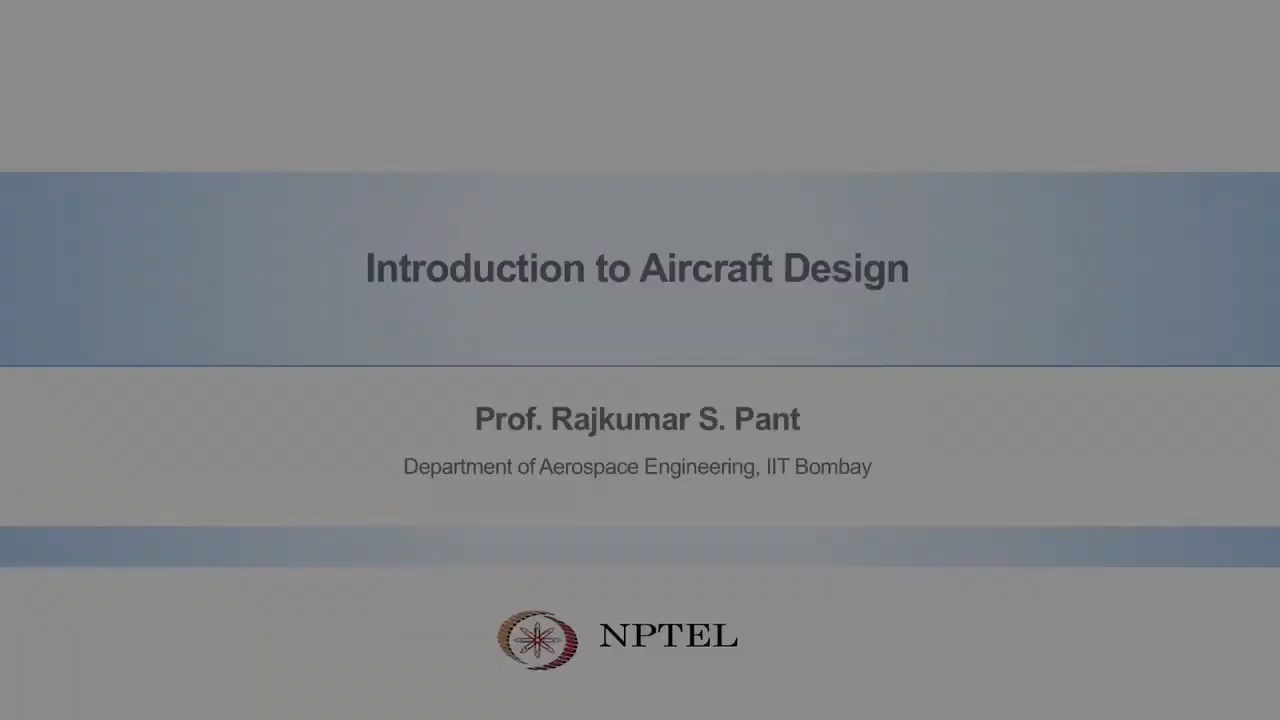 Introduction to Aircraft Design
Prof. Rajkumar S. Pant
Department of Aerospace Engineering, IIT Bombay
NPTEL